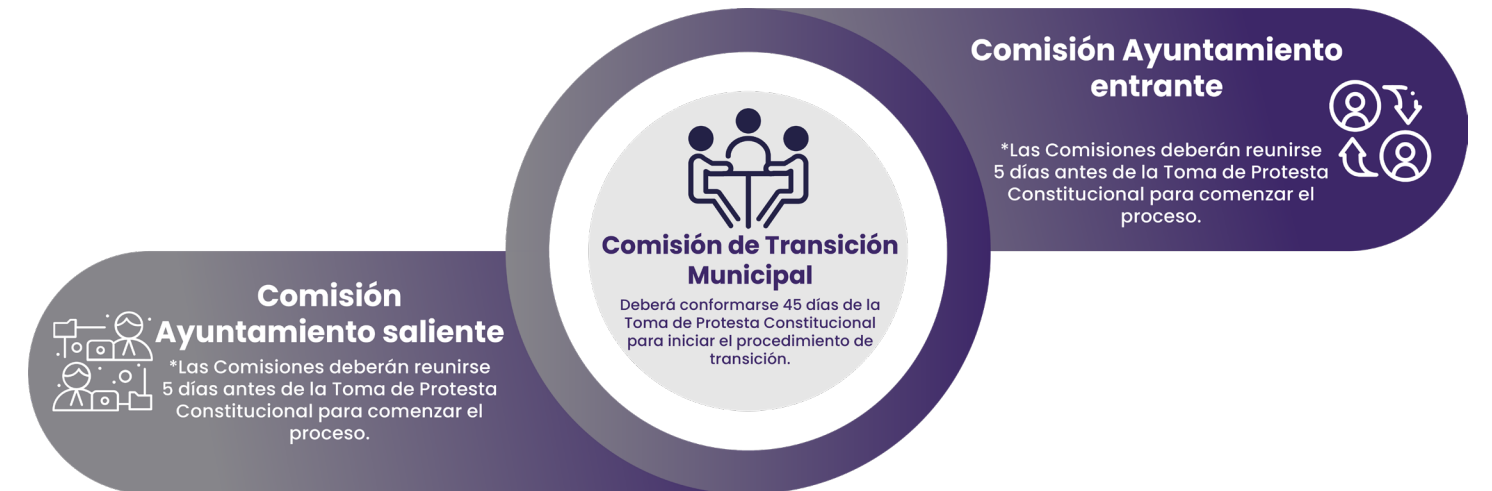 Comisión
Ayuntamiento saliente
*Las Comisiones deberán reunirse
5 días antes de la Toma de Protesta
Constitucional para comenzar el
proceso.
Comisión de Transición
Municipal
Deberá conformarse 45 días de la
Toma de Protesta Constitucional
para iniciar el procedimiento de
transición.
Comisión Ayuntamiento
entrante
*Las Comisiones deberán reunirse
5 días antes de la Toma de Protesta
Constitucional para comenzar el
proceso.